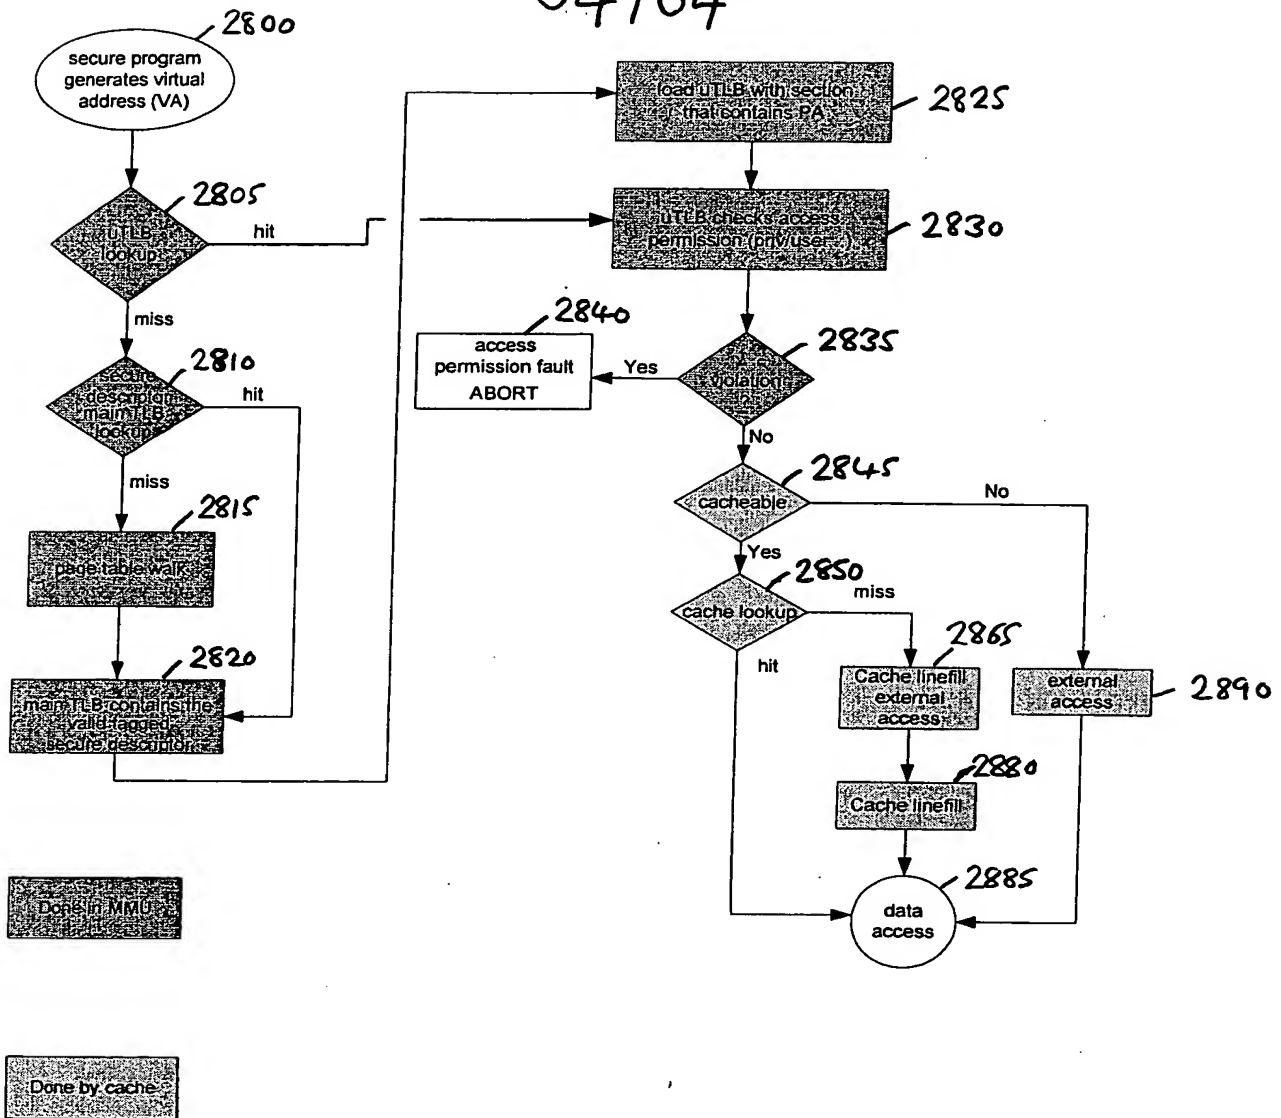 2800
secure program
generates virtual
address (VA)
2805
uTLB
lookup
hit
miss
2810
secure
descriptor
main TLB
lookup
hit
miss
2815
page table walk
2820
main TLB contains the
valid tagged
secure descriptor
load uTLB with section
that contains PA
2825
uTLB checks access
permission (priv/user...)
2830
2840
access
permission fault
ABORT
Yes
2835
violation
No
2845
cacheable
No
Yes
2850
cache lookup
miss
hit
2865
Cache linefill
external
access
external
access
2890
2880
Cache linefill
2885
data
access
Done in MMU
Done by cache